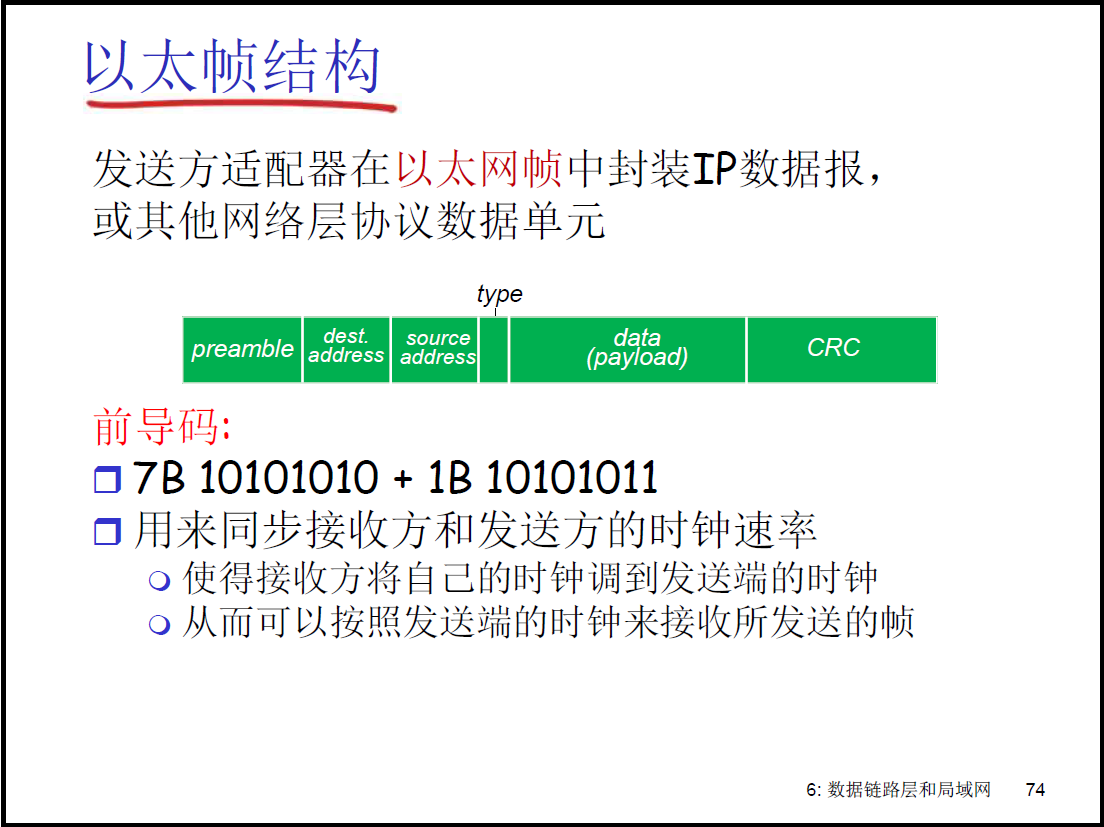 以太帧结构
发送方适配器在以太网帧中封装IP数据报，
或其他网络层协议数据单元
type
preamble
dest.
address
source
address
data
(payload)
CRC
前导码:
7B 10101010 + 1B 10101011
用来同步接收方和发送方的时钟速率
使得接收方将自己的时钟调到发送端的时钟
从而可以按照发送端的时钟来接收所发送的帧
6: 数据链路层和局域网 74